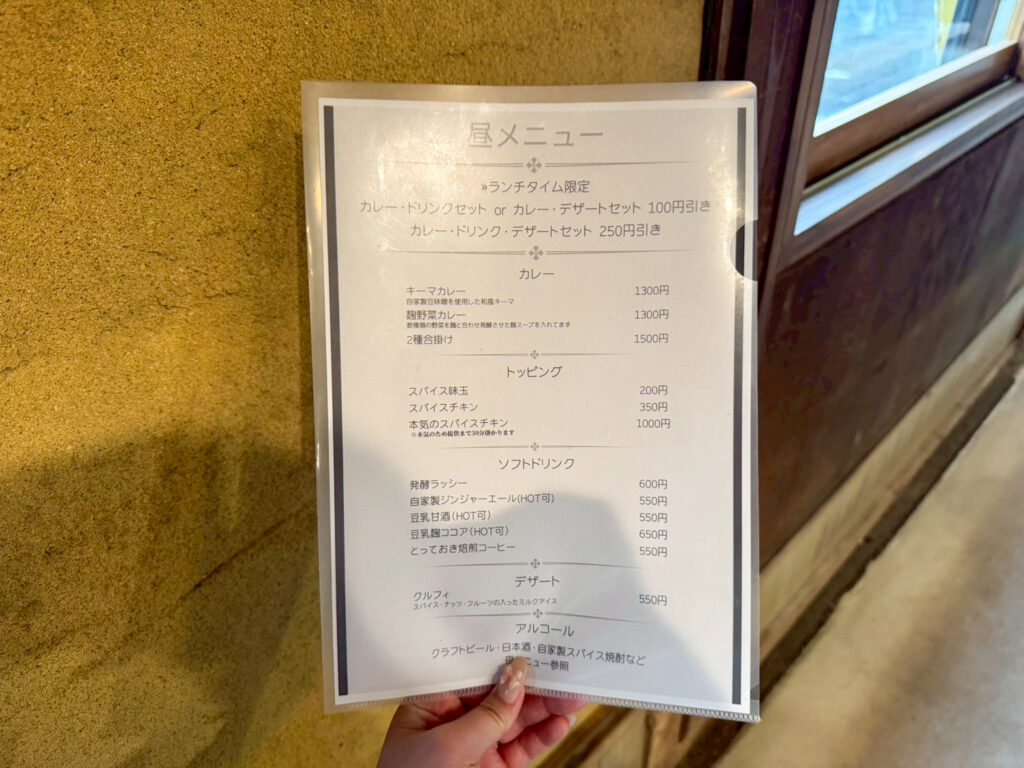 昼メニュー
»ランチタイム限定
カレー・ドリンクセット or カレー・デザートセット 100円引き
カレー・ドリンク・デザートセット 250円引き
カレー
キーマカレー 1300円
自家製豆味噌を使用した和風キーマ
麹野菜カレー 1300円
数種類の野菜を麹と合わせ発酵させた麹スープを入れてます
2種合掛け 1500円
トッピング
スパイス味玉 200円
スパイスチキン 350円
本気のスパイスチキン 1000円
※本気のため提供まで30分掛かります
ソフトドリンク
発酵ラッシー 600円
自家製ジンジャーエール(HOT可) 550円
豆乳甘酒(HOT可) 550円
豆乳麹ココア(HOT可) 650円
とっておき焙煎コーヒー 550円
デザート
クルフィ 550円
スパイス・ナッツ・フルーツの入ったミルクアイス
アルコール
クラフトビール・日本酒・自家製スパイス焼酎など
ニュー参照